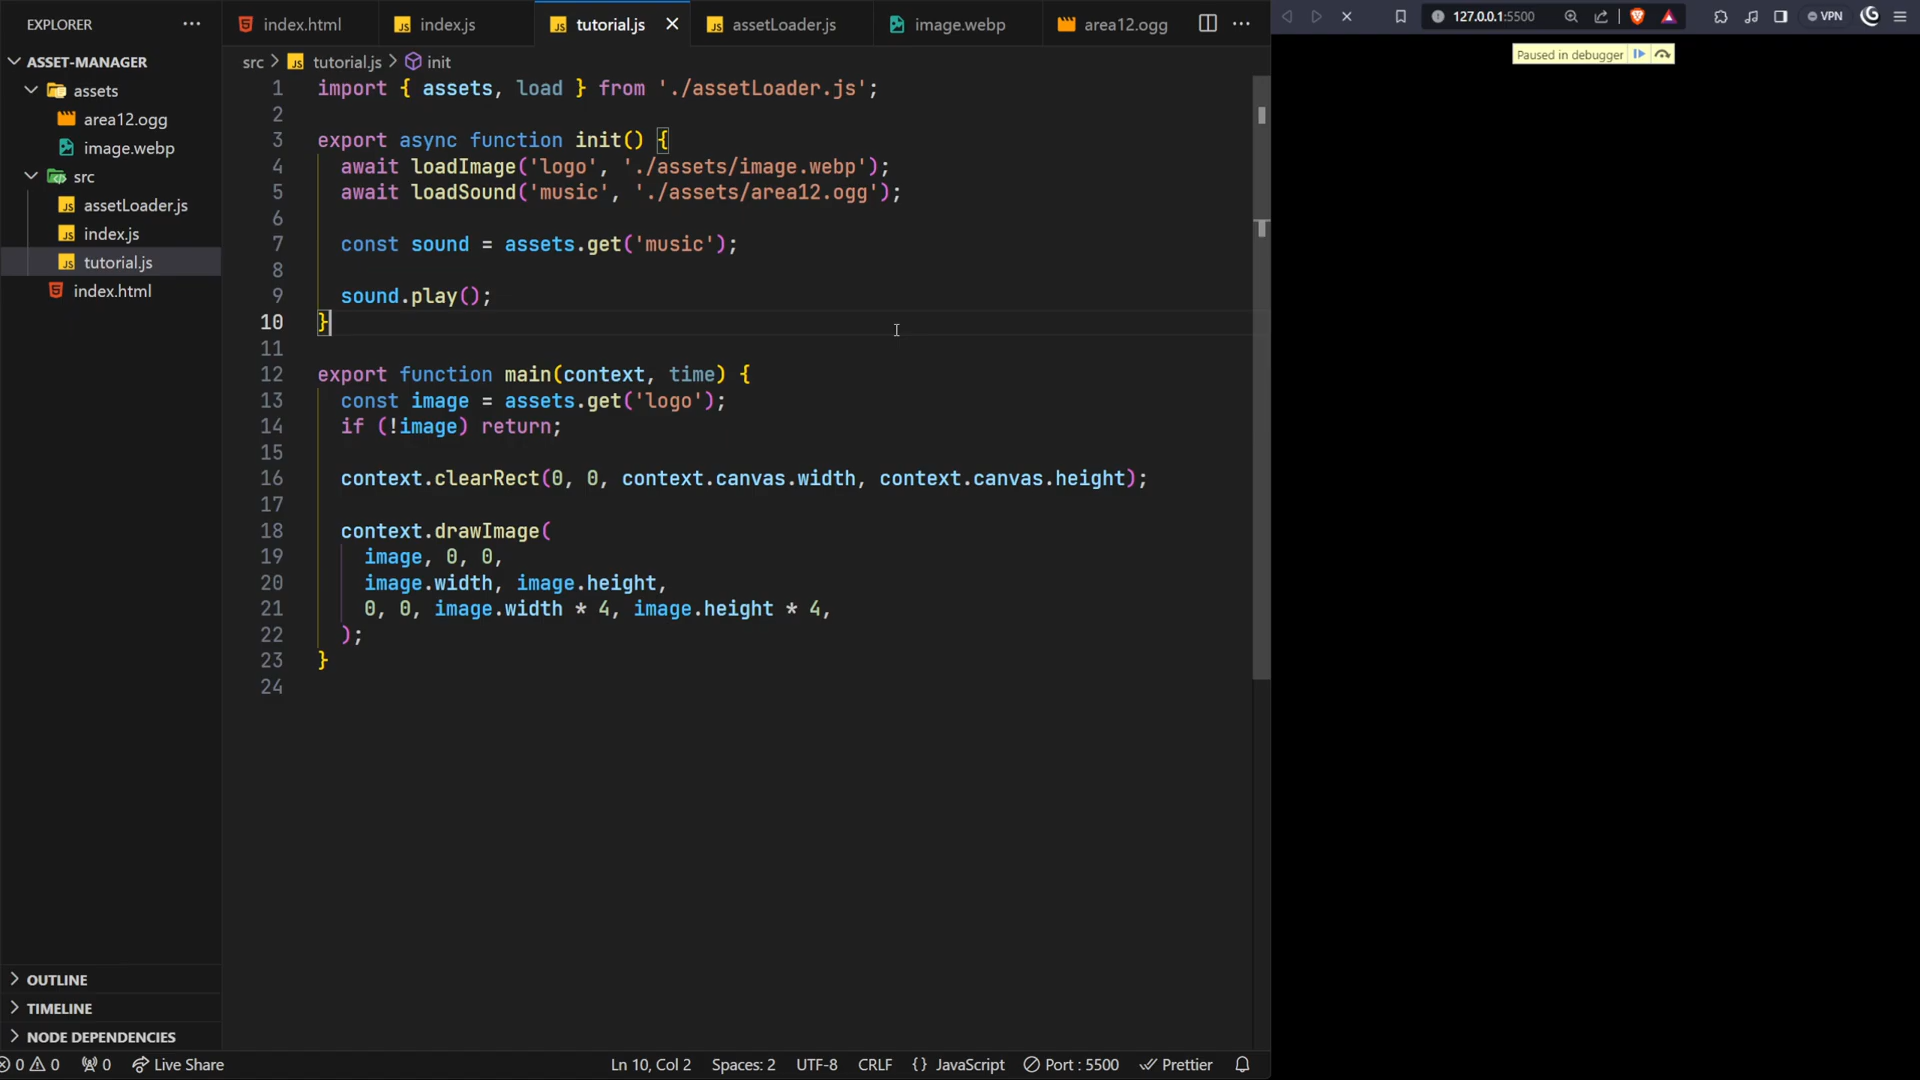 EXPLORER
ASSET-MANAGER
assets
area12.ogg
image.webp
src
assetLoader.js
index.js
tutorial.js
index.html
OUTLINE
TIMELINE
NODE DEPENDENCIES
index.html
index.js
tutorial.js
assetLoader.js
image.webp
area12.ogg
src > tutorial.js > init
1 import { assets, load } from './assetLoader.js';
2
3 export async function init() {
4 await loadImage('logo', './assets/image.webp');
5 await loadSound('music', './assets/area12.ogg');
6
7 const sound = assets.get('music');
8
9 sound.play();
10 }
11
12 export function main(context, time) {
13 const image = assets.get('logo');
14 if (!image) return;
15
16 context.clearRect(0, 0, context.canvas.width, context.canvas.height);
17
18 context.drawImage(
19 image, 0, 0,
20 image.width, image.height,
21 0, 0, image.width * 4, image.height * 4,
22 );
23 }
24
127.0.0.1:5500
VPN
Paused in debugger
0 0 0 Live Share Ln 10, Col 2 Spaces: 2 UTF-8 CRLF {} JavaScript Port : 5500 Prettier